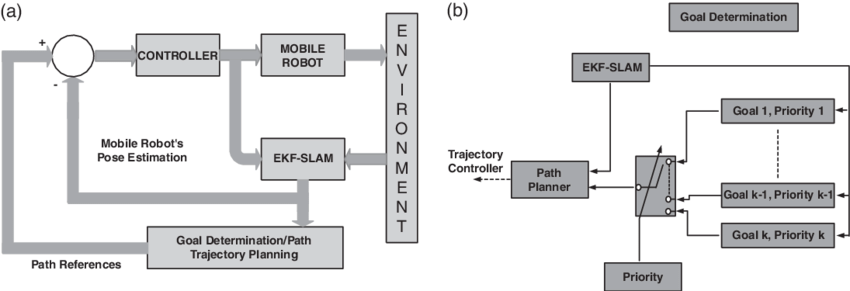 (a)
+
-
CONTROLLER
MOBILE
ROBOT
ENVIRONMENT
Mobile Robot's
Pose Estimation
EKF-SLAM
Goal Determination/Path
Trajectory Planning
Path References
(b)
Goal Determination
EKF-SLAM
Goal 1, Priority 1
Trajectory
Controller
Path
Planner
Goal k-1, Priority k-1
Goal k, Priority k
Priority